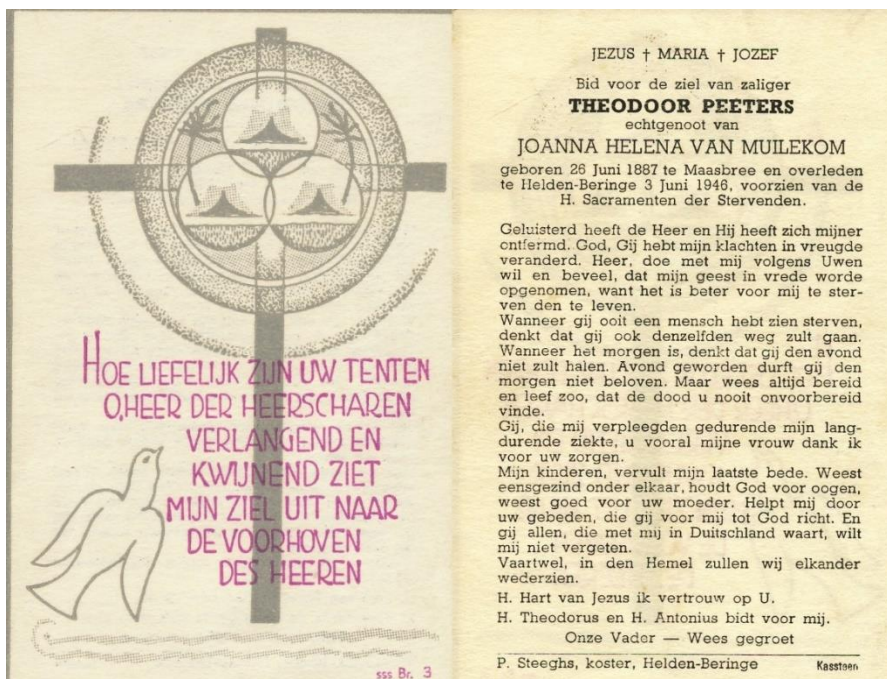 HOE LIEFELIJK ZIJN UW TENTEN
O, HEER DER HEERSCHAREN
VERLANGEND EN
KWIJNEND ZIET
MIJN ZIEL UIT NAAR
DE VOORHOVEN
DES HEEREN
sss Br. 3
JEZUS † MARIA † JOZEF
Bid voor de ziel van zaliger
THEODOOR PEETERS
echtgenoot van
JOANNA HELENA VAN MUILEKOM
geboren 26 Juni 1887 te Maasbree en overleden
te Helden-Beringe 3 Juni 1946, voorzien van de
H. Sacramenten der Stervenden.
Geluisterd heeft de Heer en Hij heeft zich mijner
ontfermd. God, Gij hebt mijn klachten in vreugde
veranderd. Heer, doe met mij volgens Uwen
wil en beveel, dat mijn geest in vrede worde
opgenomen, want het is beter voor mij te ster-
ven den te leven.
Wanneer gij ooit een mensch hebt zien sterven,
denkt dat gij ook denzelfden weg zult gaan.
Wanneer het morgen is, denkt dat gij den avond
niet zult halen. Avond geworden durft gij den
morgen niet beloven. Maar wees altijd bereid
en leef zoo, dat de dood u nooit onvoorbereid
vinde.
Gij, die mij verpleegden gedurende mijn lang-
durende ziekte, u vooral mijne vrouw dank ik
voor uw zorgen.
Mijn kinderen, vervult mijn laatste bede. Weest
eensgezind onder elkaar, houdt God voor oogen,
weest goed voor uw moeder. Helpt mij door
uw gebeden, die gij voor mij tot God richt. En
gij allen, die met mij in Duitschland waart, wilt
mij niet vergeten.
Vaartwel, in den Hemel zullen wij elkander
wederzien.
H. Hart van Jezus ik vertrouw op U.
H. Theodorus en H. Antonius bidt voor mij.
Onze Vader — Wees gegroet
P. Steeghs, koster, Helden-Beringe Kassteen